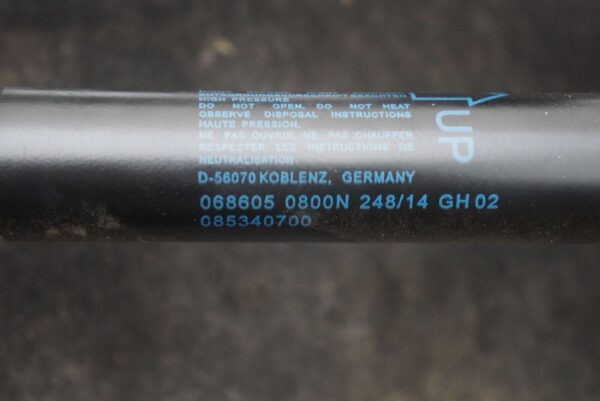 HIGH PRESSURE
DO NOT OPEN, DO NOT HEAT
OBSERVE DISPOSAL INSTRUCTIONS
HAUTE PRESSION,
NE PAS OUVRIR, NE PAS CHAUFFER
RESPECTER LES INSTRUCTIONS DE
NEUTRALISATION
D-56070 KOBLENZ, GERMANY
068605 0800N 248/14 GH 02
085340700
UP